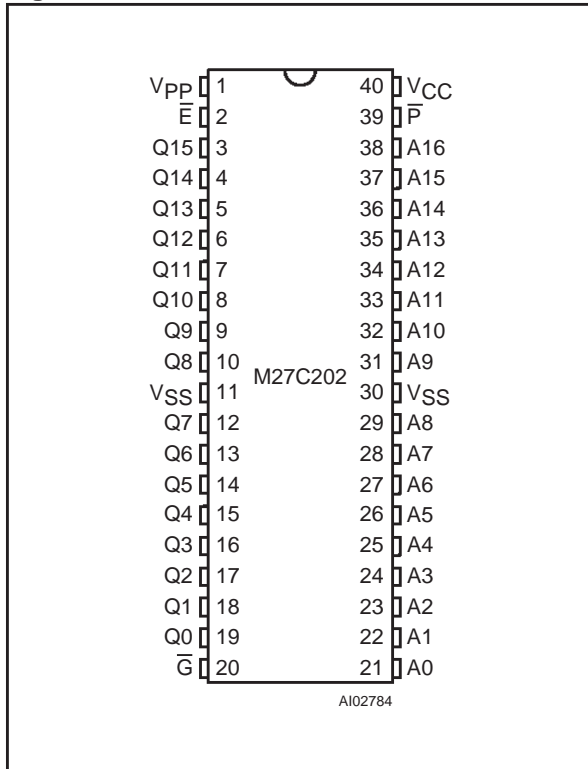 VPP 1 40 VCC
E̅ 2 39 P̅
Q15 3 38 A16
Q14 4 37 A15
Q13 5 36 A14
Q12 6 35 A13
Q11 7 34 A12
Q10 8 33 A11
Q9 9 32 A10
Q8 10 31 A9
M27C202
VSS 11 30 VSS
Q7 12 29 A8
Q6 13 28 A7
Q5 14 27 A6
Q4 15 26 A5
Q3 16 25 A4
Q2 17 24 A3
Q1 18 23 A2
Q0 19 22 A1
G̅ 20 21 A0
AI02784